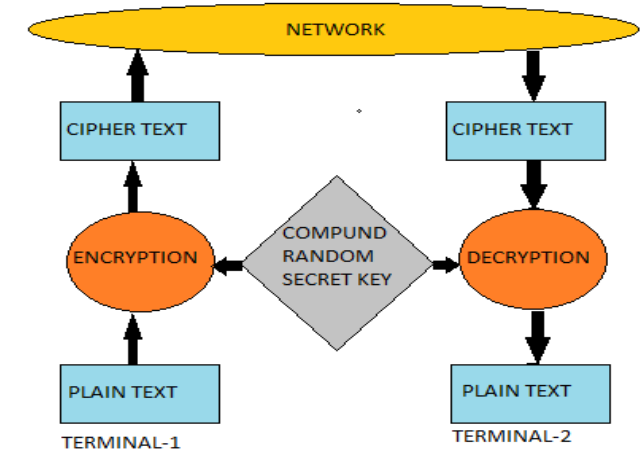 NETWORK
CIPHER TEXT
CIPHER TEXT
ENCRYPTION
COMPUND
RANDOM
SECRET KEY
DECRYPTION
PLAIN TEXT
PLAIN TEXT
TERMINAL-1
TERMINAL-2